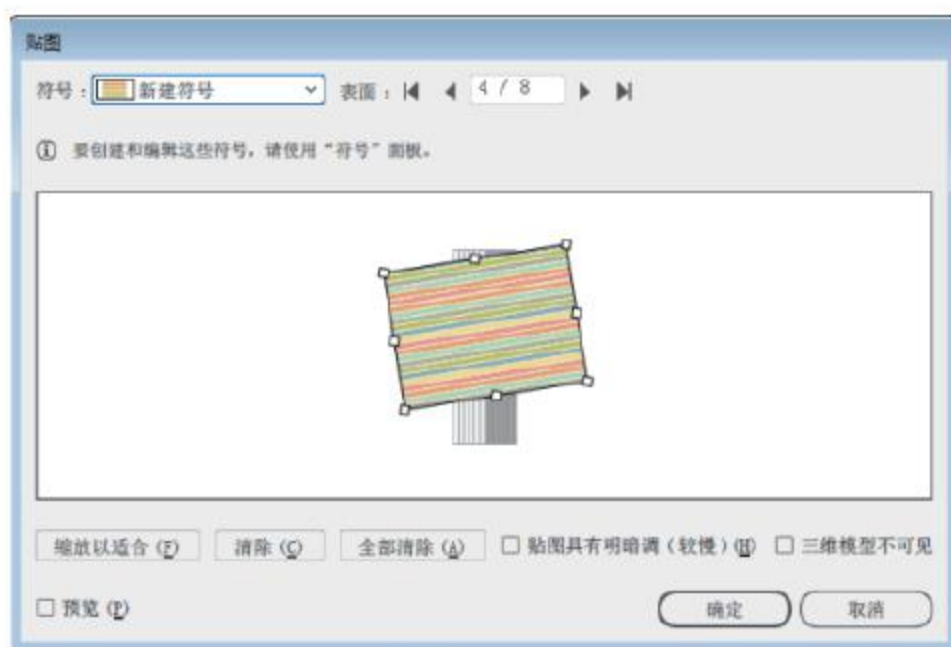 贴图
符号：新建符号 表面： 4 / 8
要创建和编辑这些符号，请使用“符号”面板。
缩放以适合 (F) 清除 (C) 全部清除 (A) 贴图具有明暗调（较慢）(H) 三维模型不可见
预览 (P) 确定 取消